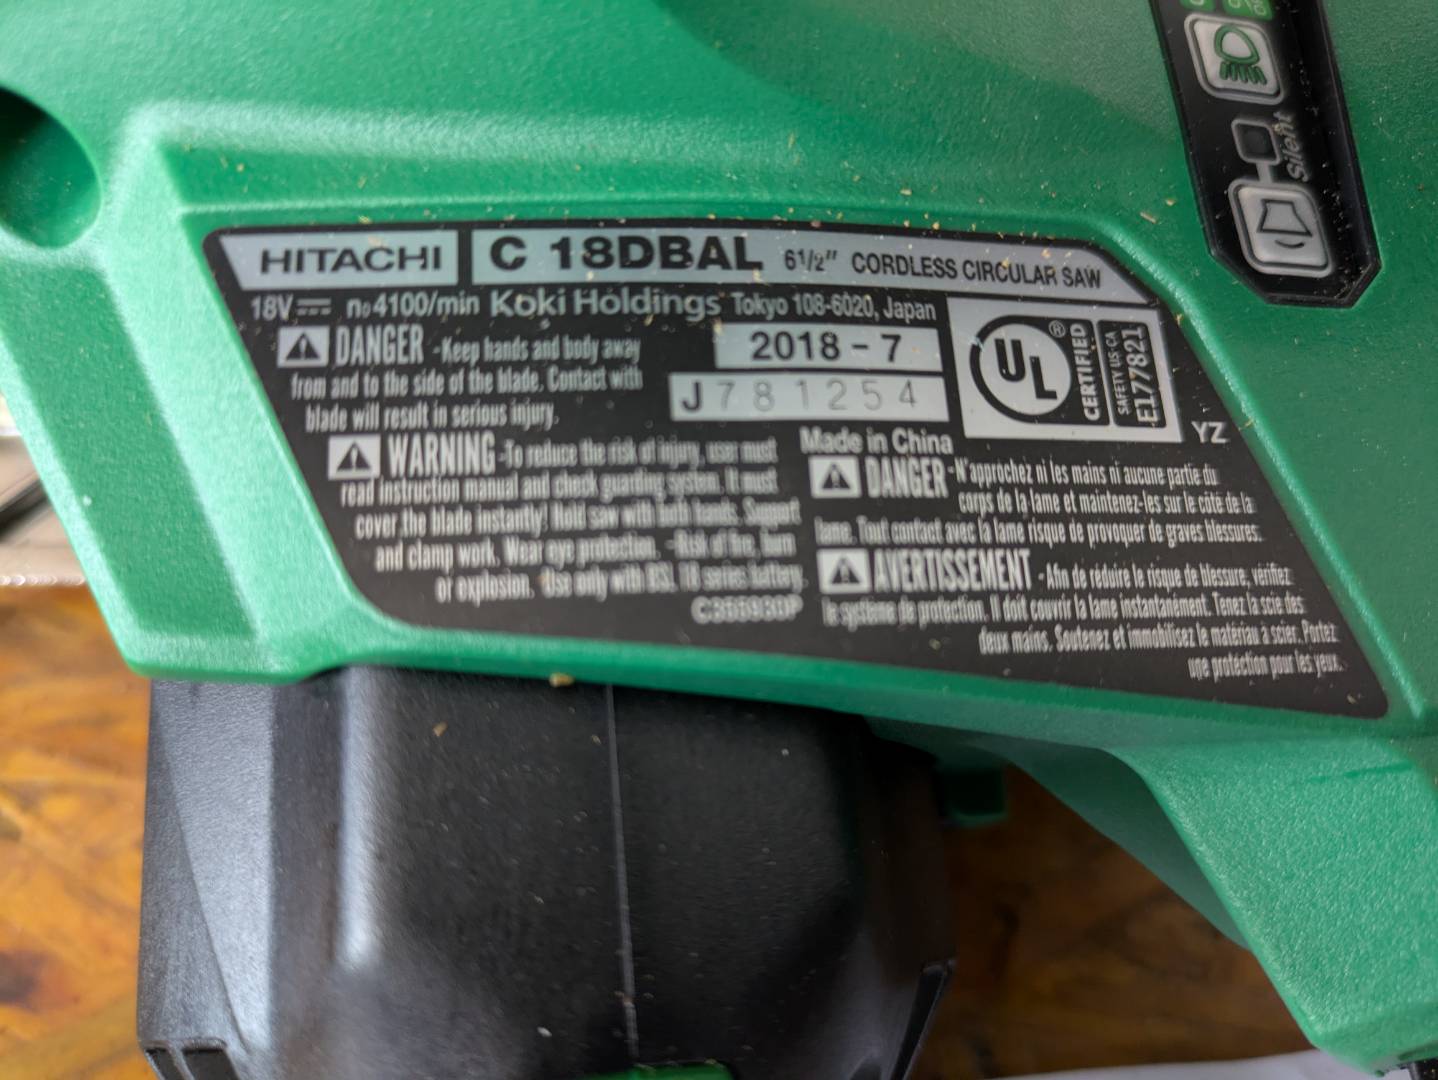 Silent
HITACHI C 18DBAL 6 1/2" CORDLESS CIRCULAR SAW
18V⎓ n₀4100/min Koki Holdings Tokyo 108-6020, Japan
⚠ DANGER -Keep hands and body away
from and to the side of the blade. Contact with
blade will result in serious injury.
⚠ WARNING -To reduce the risk of injury, user must
read instruction manual and check guarding system. It must
cover the blade instantly! Hold saw with both hands. Support
and clamp work. Wear eye protection. -Risk of fire, burn
or explosion. Use only with BSL 18 series battery.
2018-7
J781254
Made in China
UL® CERTIFIED
SAFETY US-CA
E177821
YZ
⚠ DANGER -N'approchez ni les mains ni aucune partie du
corps de la lame et maintenez-les sur le côté de la
lame. Tout contact avec la lame risque de provoquer de graves blessures.
⚠ AVERTISSEMENT -Afin de réduire le risque de blessure, vérifiez
le système de protection. Il doit couvrir la lame instantanement. Tenez la scie des
deux mains. Soutenez et immobilisez le matériau à scier. Portez
une protection pour les yeux.